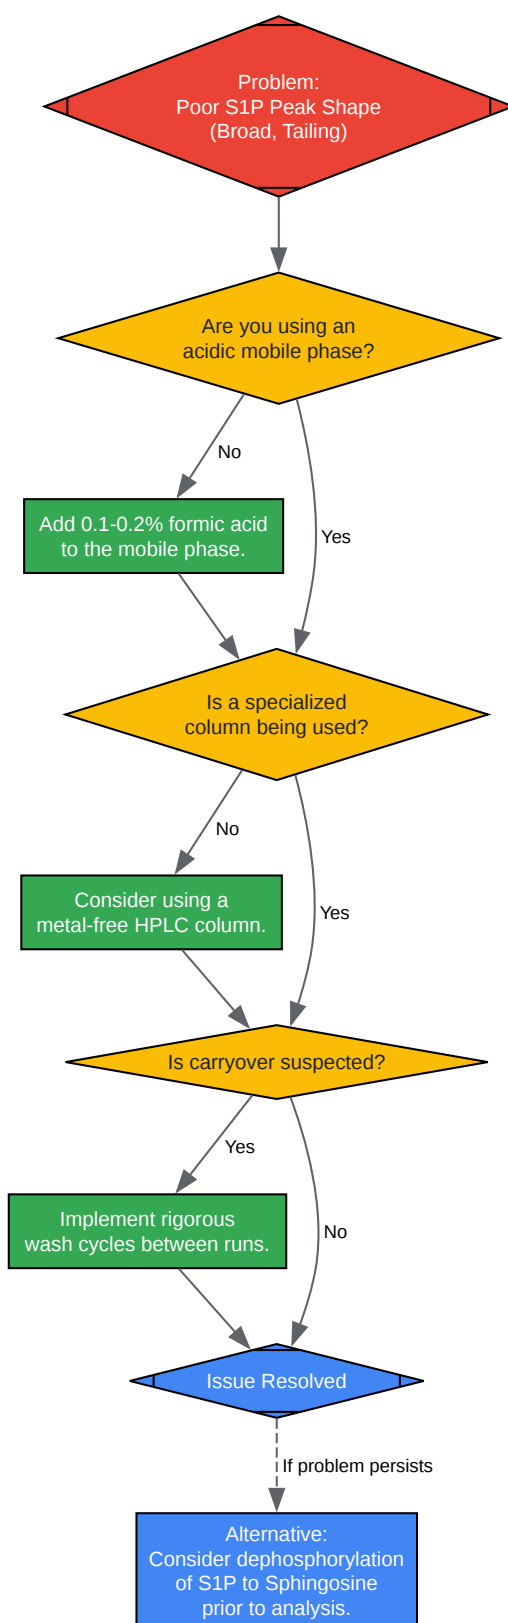 Problem:
Poor S1P Peak Shape
(Broad, Tailing)
Are you using an
acidic mobile phase?
No
Add 0.1-0.2% formic acid
to the mobile phase.
Yes
Is a specialized
column being used?
No
Consider using a
metal-free HPLC column.
Yes
Is carryover suspected?
Yes
Implement rigorous
wash cycles between runs.
No
Issue Resolved
If problem persists
Alternative:
Consider dephosphorylation
of S1P to Sphingosine
prior to analysis.